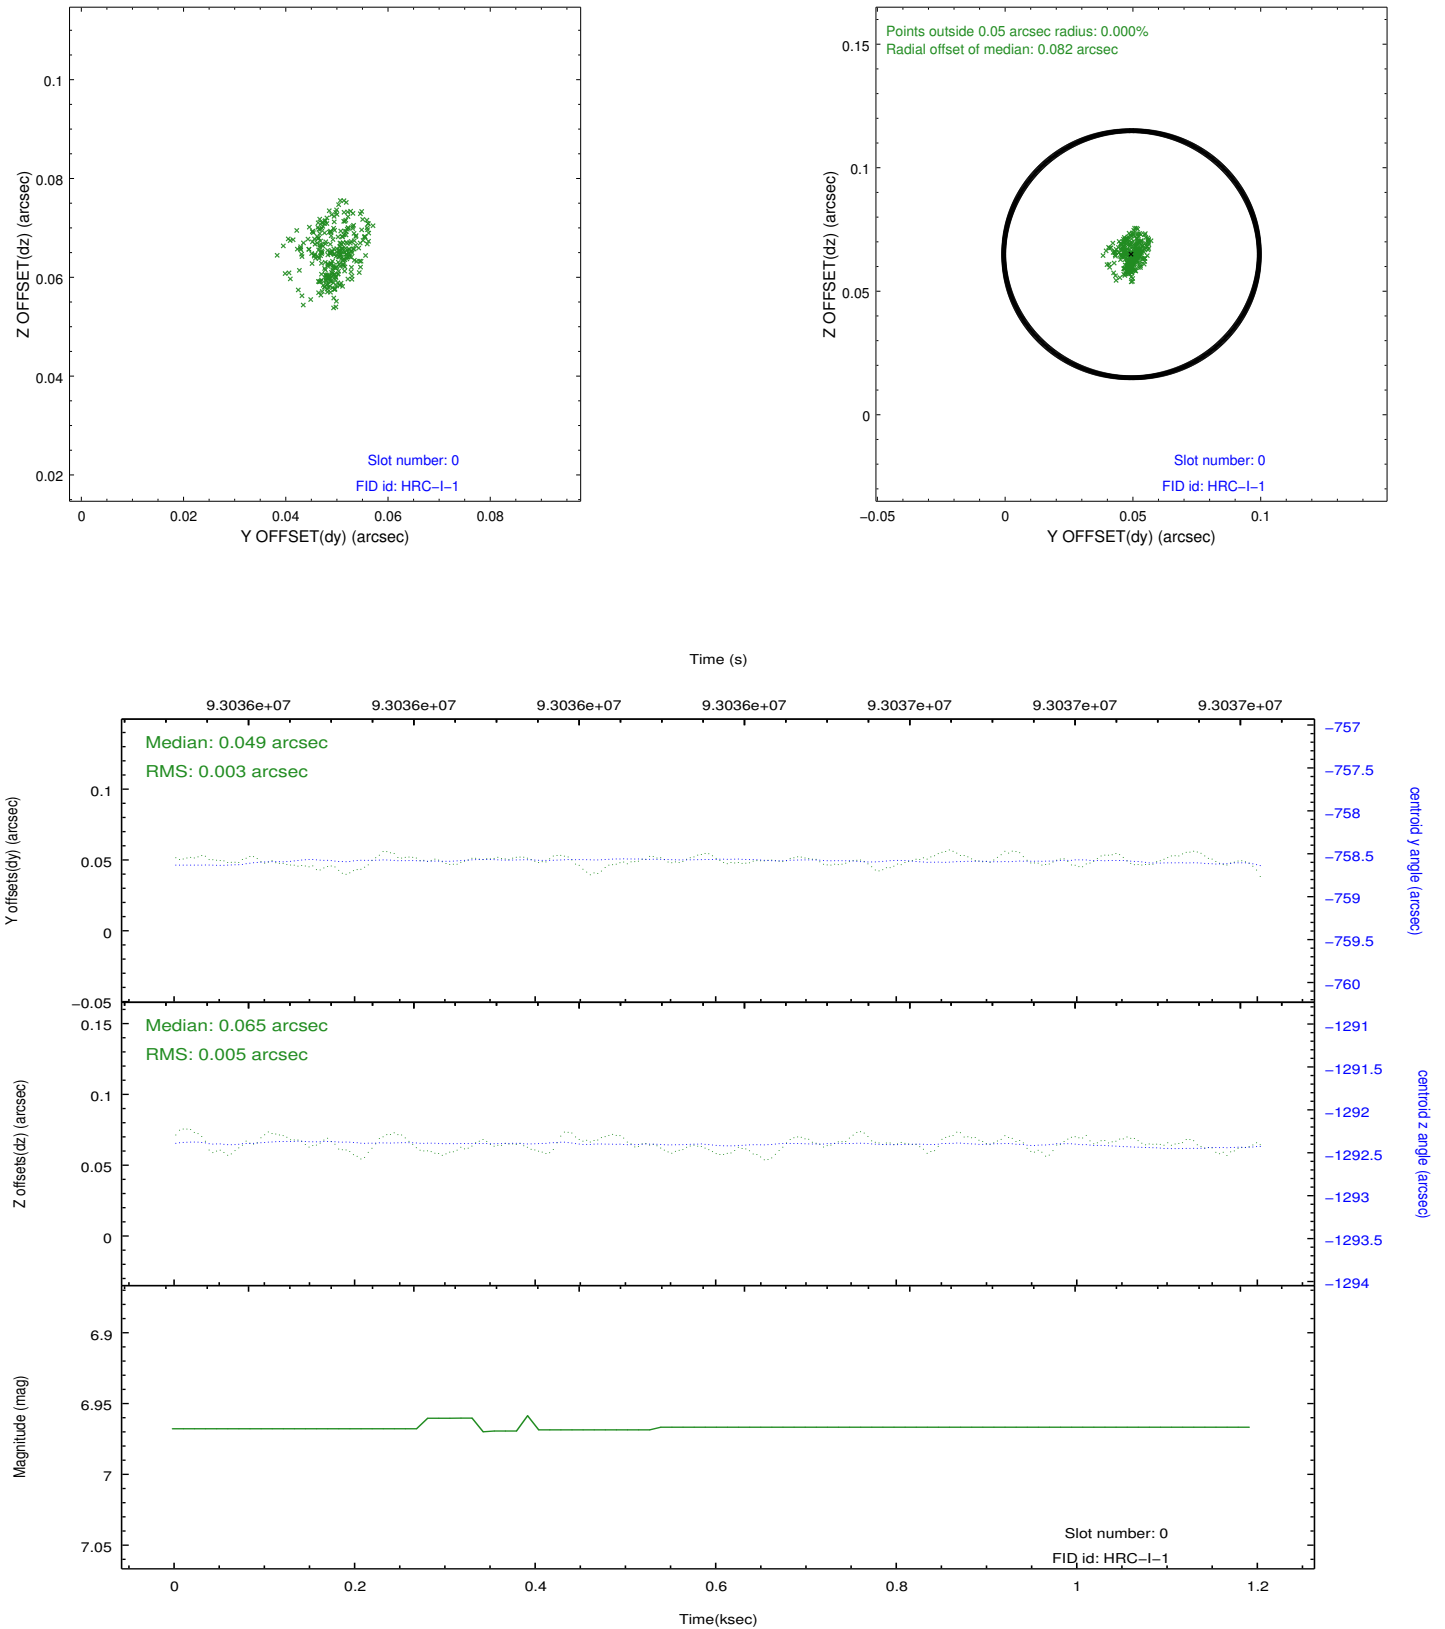 0.1
0.08
0.06
0.04
0.02
Z OFFSET(dz) (arcsec)
Slot number: 0
FID id: HRC−I−1
0 0.02 0.04 0.06 0.08
Y OFFSET(dy) (arcsec)
Points outside 0.05 arcsec radius: 0.000%
Radial offset of median: 0.082 arcsec
0.15
0.1
0.05
0
Z OFFSET(dz) (arcsec)
Slot number: 0
FID id: HRC−I−1
−0.05 0 0.05 0.1
Y OFFSET(dy) (arcsec)
Time (s)
9.3036e+07 9.3036e+07 9.3036e+07 9.3036e+07 9.3037e+07 9.3037e+07 9.3037e+07
Median: 0.049 arcsec
RMS: 0.003 arcsec
0.1
0.05
0
−0.05
Y offsets(dy) (arcsec)
−757
−757.5
−758
−758.5
−759
−759.5
−760
centroid y angle (arcsec)
Median: 0.065 arcsec
RMS: 0.005 arcsec
0.15
0.1
0.05
0
Z offsets(dz) (arcsec)
−1291
−1291.5
−1292
−1292.5
−1293
−1293.5
−1294
centroid z angle (arcsec)
6.9
6.95
7
7.05
Magnitude (mag)
Slot number: 0
FID id: HRC−I−1
0 0.2 0.4 0.6 0.8 1 1.2
Time(ksec)